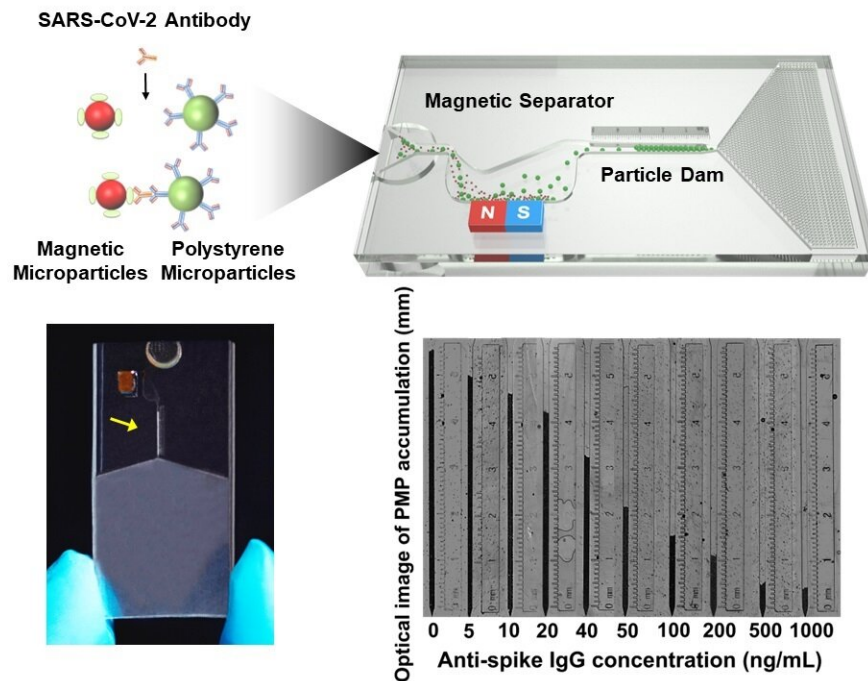 SARS-CoV-2 Antibody
Magnetic
Microparticles
Polystyrene
Microparticles
Magnetic Separator
Particle Dam
N S
Optical image of PMP accumulation (mm)
0 5 10 20 40 50 100 200 500 1000
Anti-spike IgG concentration (ng/mL)